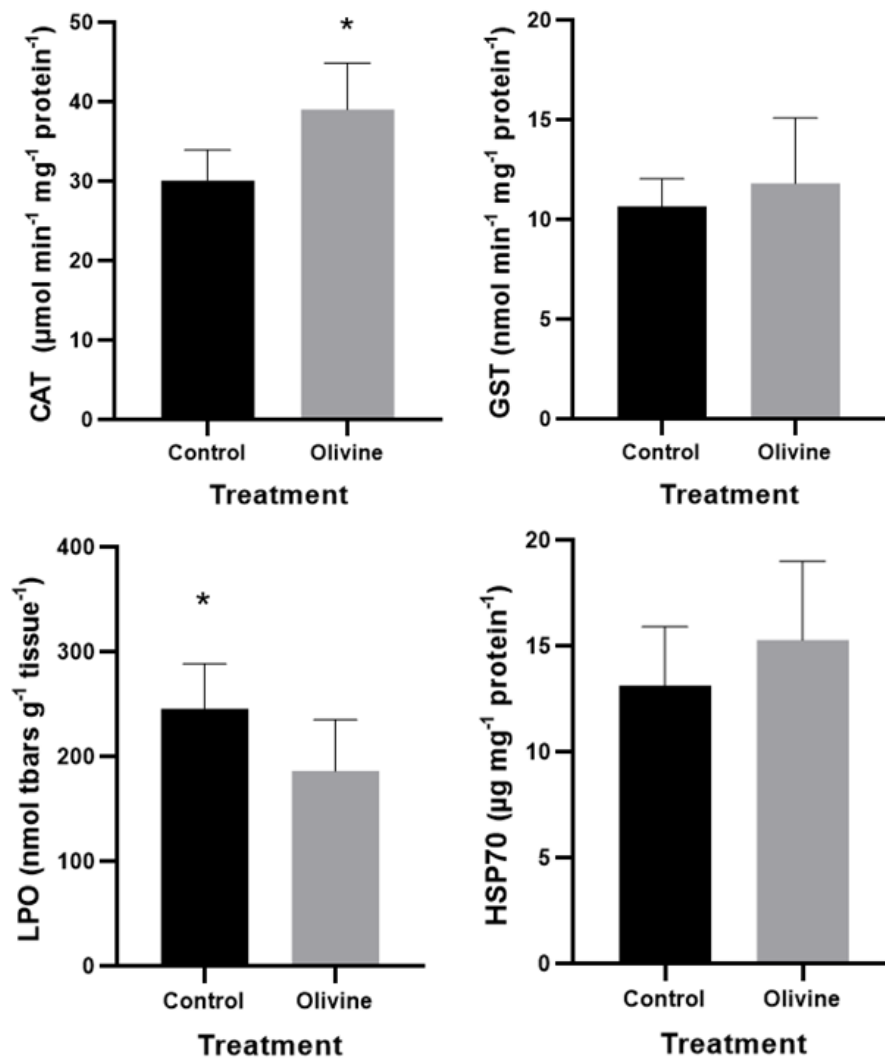 CAT (µmol min⁻¹ mg⁻¹ protein⁻¹)
50
40
30
20
10
0
*
Control Olivine
Treatment
GST (nmol min⁻¹ mg⁻¹ protein⁻¹)
20
15
10
5
0
Control Olivine
Treatment
LPO (nmol tbars g⁻¹ tissue⁻¹)
400
300
200
100
0
*
Control Olivine
Treatment
HSP70 (µg mg⁻¹ protein⁻¹)
20
15
10
5
0
Control Olivine
Treatment